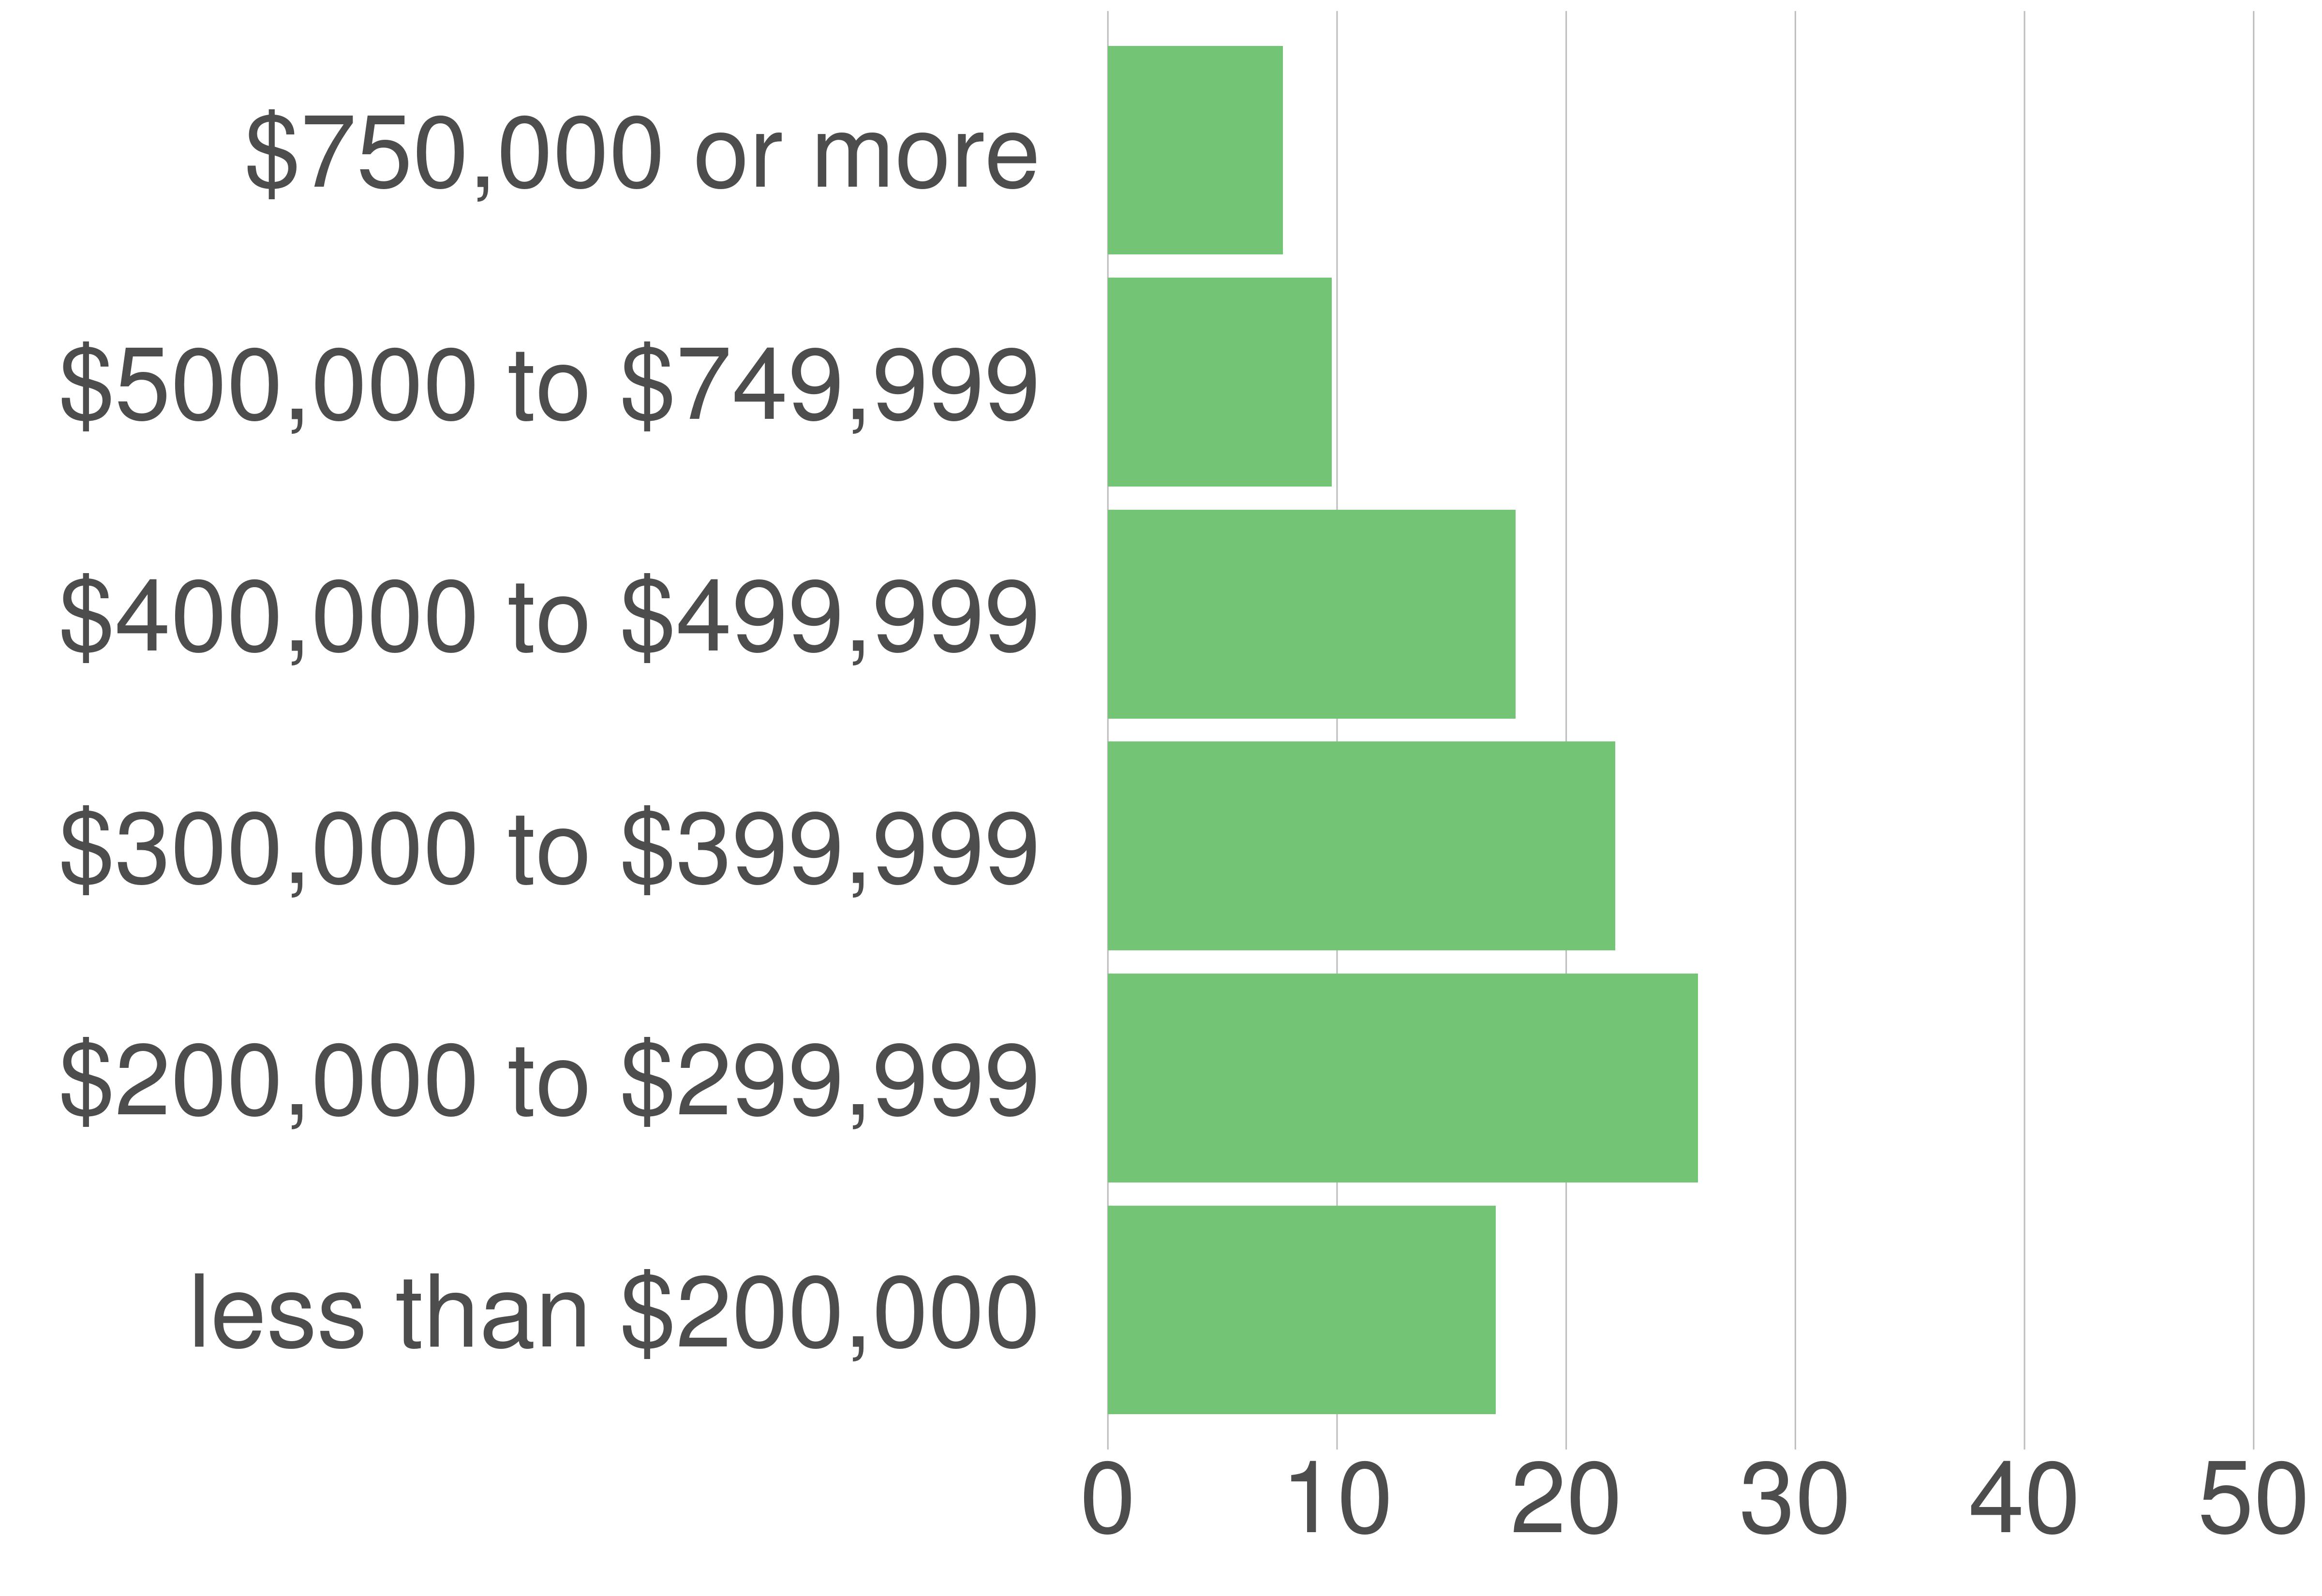 $750,000 or more
$500,000 to $749,999
$400,000 to $499,999
$300,000 to $399,999
$200,000 to $299,999
less than $200,000
0 10 20 30 40 50